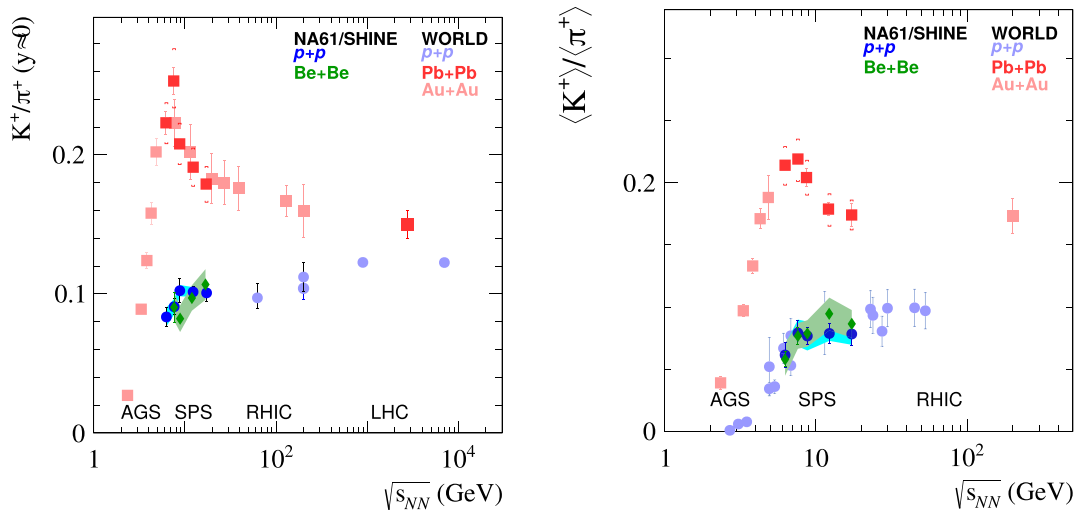 K⁺/π⁺ (y≈0)
NA61/SHINE WORLD
p+p p+p
Be+Be Pb+Pb
Au+Au
0.2
0.1
0
AGS SPS RHIC LHC
1 10² 10⁴
√s_NN (GeV)
⟨K⁺⟩/⟨π⁺⟩
NA61/SHINE WORLD
p+p p+p
Be+Be Pb+Pb
Au+Au
0.2
0
AGS SPS RHIC
1 10 10²
√s_NN (GeV)